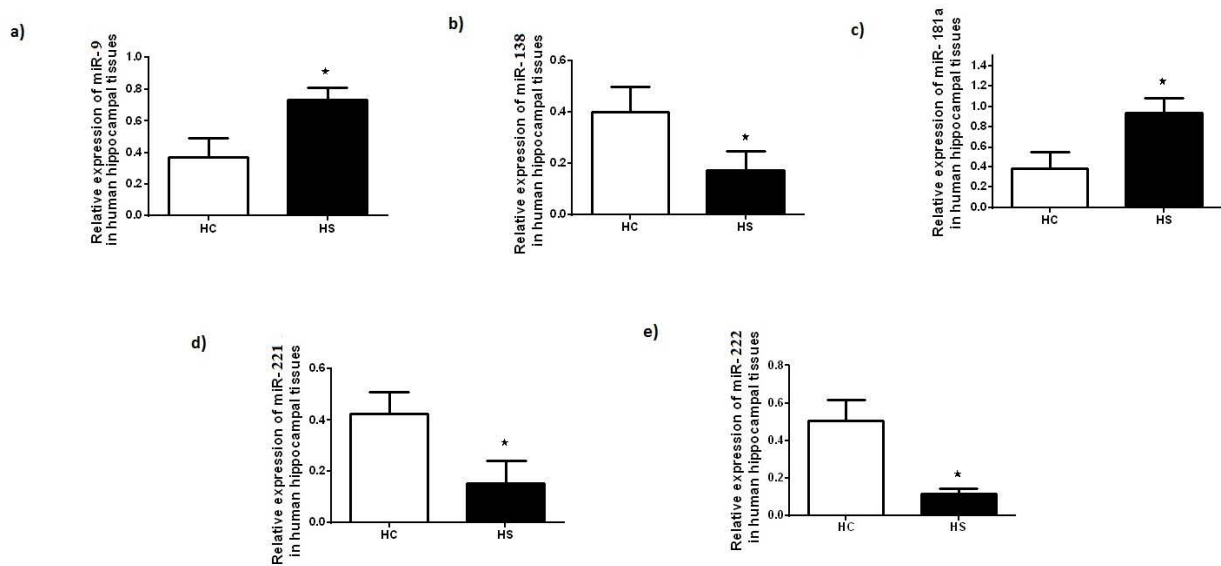 a)
Relative expression of miR-9
in human hippocampal tissues
1.0
0.8
0.6
0.4
0.2
0.0
*
HC
HS
b)
Relative expression of miR-138
in human hippocampal tissues
0.6
0.4
0.2
0.0
*
HC
HS
c)
Relative expression of miR-181a
in human hippocampal tissues
1.4
1.2
1.0
0.8
0.6
0.4
0.2
0.0
*
HC
HS
d)
Relative expression of miR-221
in human hippocampal tissues
0.6
0.4
0.2
0.0
*
HC
HS
e)
Relative expression of miR-222
in human hippocampal tissues
0.8
0.6
0.4
0.2
0.0
*
HC
HS